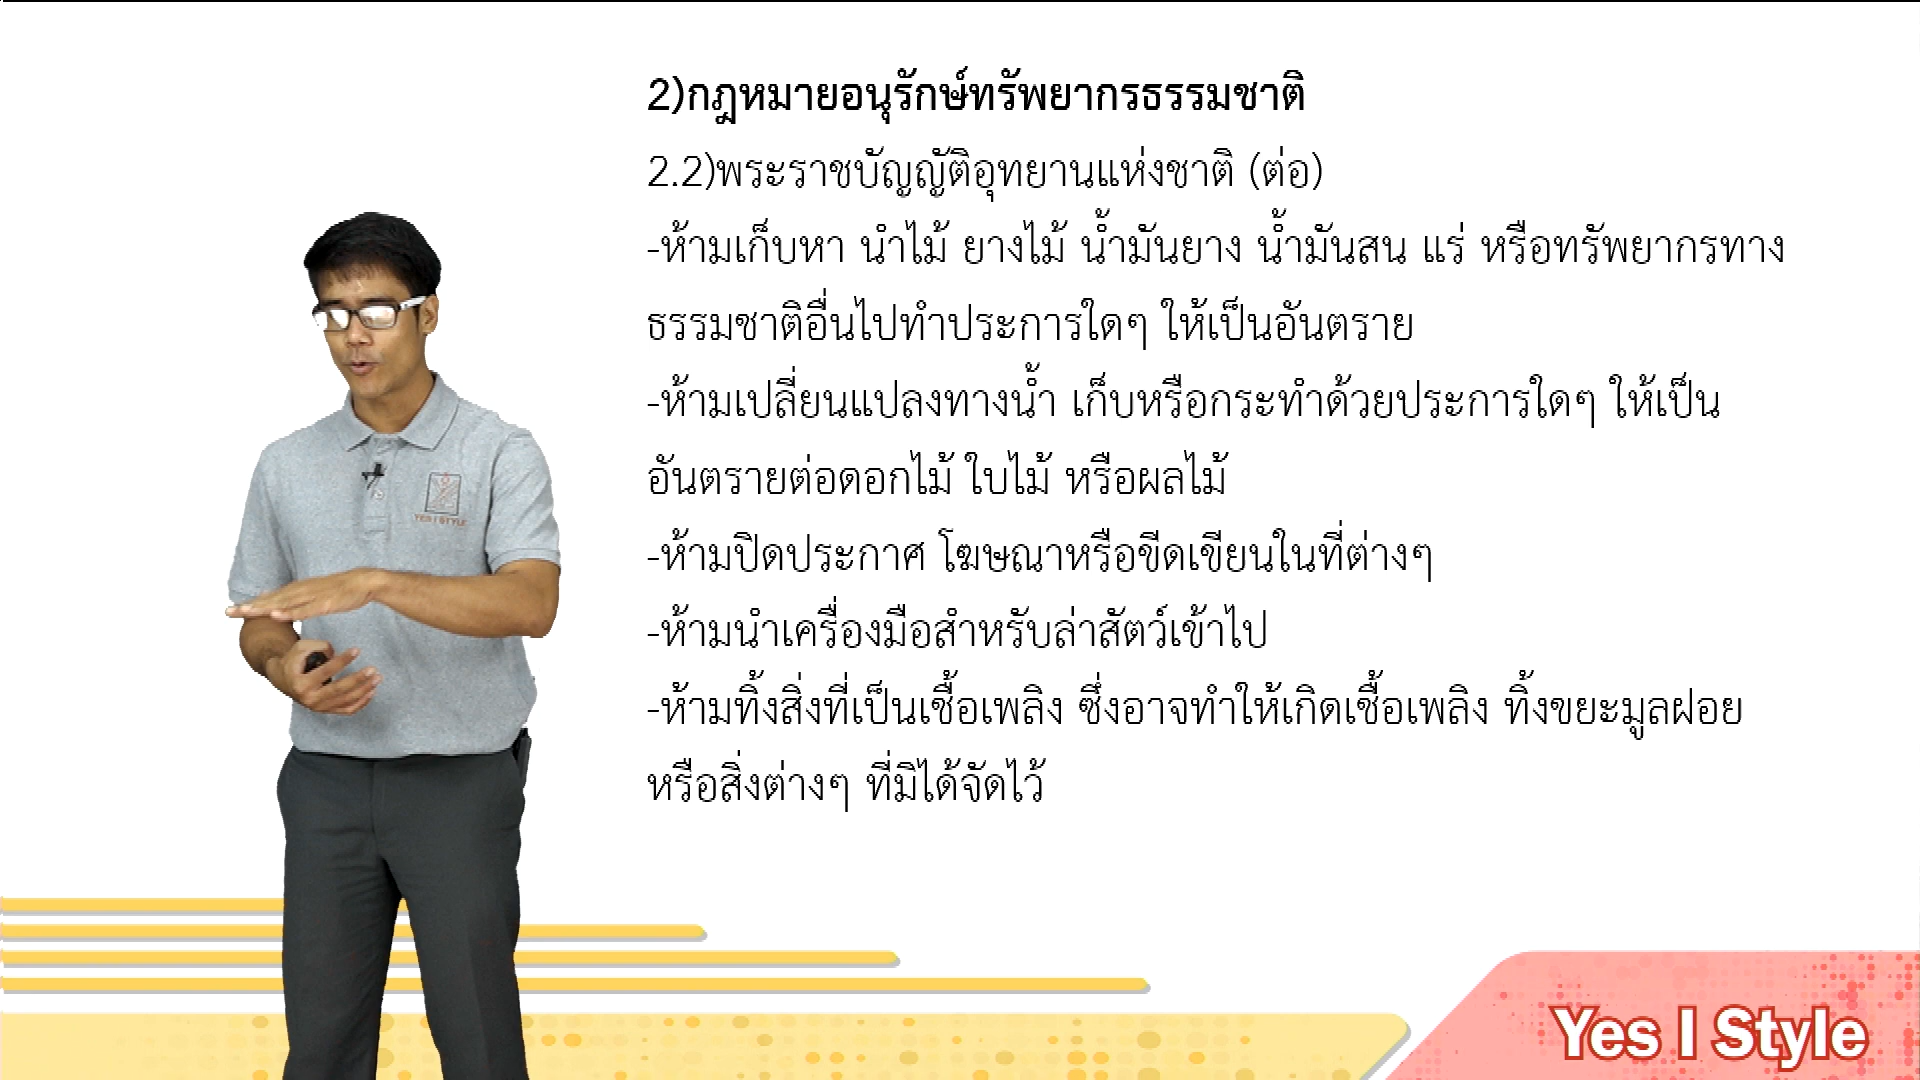 2)กฎหมายอนุรักษ์ทรัพยากรธรรมชาติ
2.2)พระราชบัญญัติอุทยานแห่งชาติ (ต่อ)
-ห้ามเก็บหา นำไม้ ยางไม้ น้ำมันยาง น้ำมันสน แร่ หรือทรัพยากรทาง
ธรรมชาติอื่นไปทำประการใดๆ ให้เป็นอันตราย
-ห้ามเปลี่ยนแปลงทางน้ำ เก็บหรือกระทำด้วยประการใดๆ ให้เป็น
อันตรายต่อดอกไม้ ใบไม้ หรือผลไม้
-ห้ามปิดประกาศ โฆษณาหรือขีดเขียนในที่ต่างๆ
-ห้ามนำเครื่องมือสำหรับล่าสัตว์เข้าไป
-ห้ามทิ้งสิ่งที่เป็นเชื้อเพลิง ซึ่งอาจทำให้เกิดเชื้อเพลิง ทิ้งขยะมูลฝอย
หรือสิ่งต่างๆ ที่มิได้จัดไว้
YES I STYLE
Yes I Style